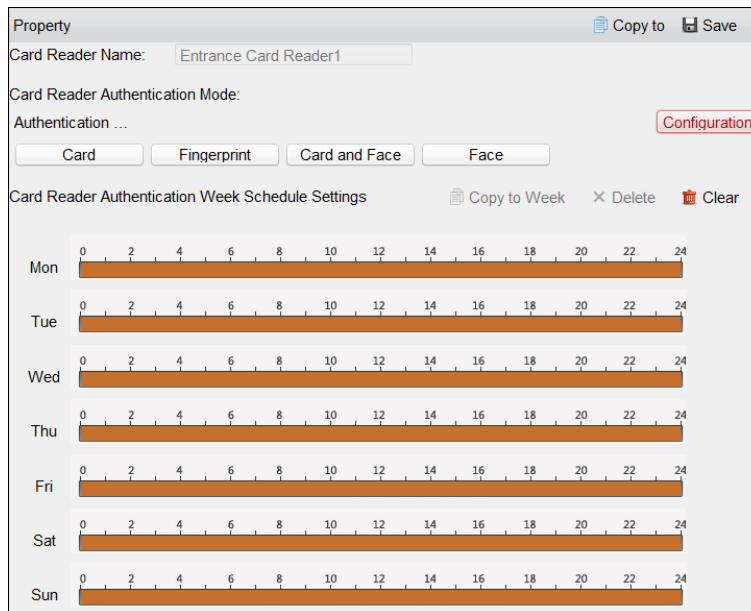 Property Copy to Save
Card Reader Name: Entrance Card Reader1
Card Reader Authentication Mode:
Authentication ...
Configuration
Card Fingerprint Card and Face Face
Card Reader Authentication Week Schedule Settings Copy to Week Delete Clear
0 2 4 6 8 10 12 14 16 18 20 22 24
Mon
0 2 4 6 8 10 12 14 16 18 20 22 24
Tue
0 2 4 6 8 10 12 14 16 18 20 22 24
Wed
0 2 4 6 8 10 12 14 16 18 20 22 24
Thu
0 2 4 6 8 10 12 14 16 18 20 22 24
Fri
0 2 4 6 8 10 12 14 16 18 20 22 24
Sat
0 2 4 6 8 10 12 14 16 18 20 22 24
Sun